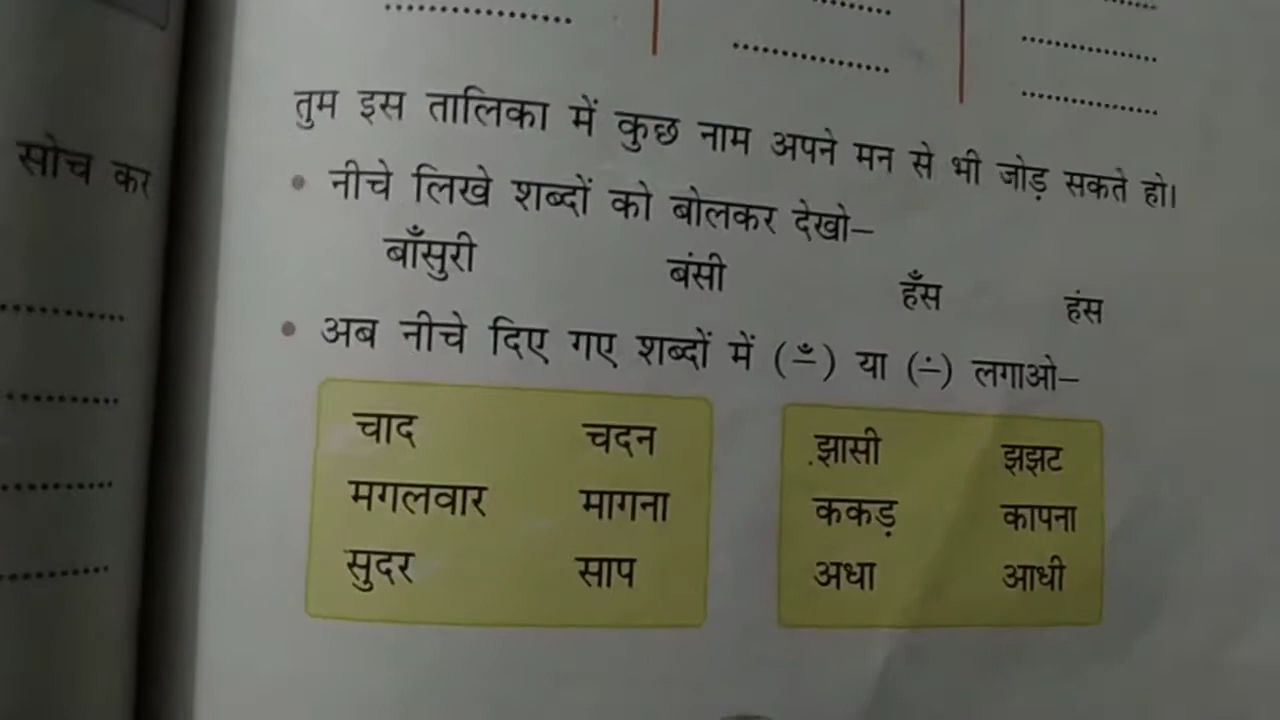 सोच कर
तुम इस तालिका में कुछ नाम अपने मन से भी जोड़ सकते हो।
• नीचे लिखे शब्दों को बोलकर देखो–
बाँसुरी बंसी हँस हंस
• अब नीचे दिए गए शब्दों में (ँ) या (ं) लगाओ–
चाद चदन झासी झझट
मगलवार मागना ककड़ कापना
सुदर साप अधा आधी